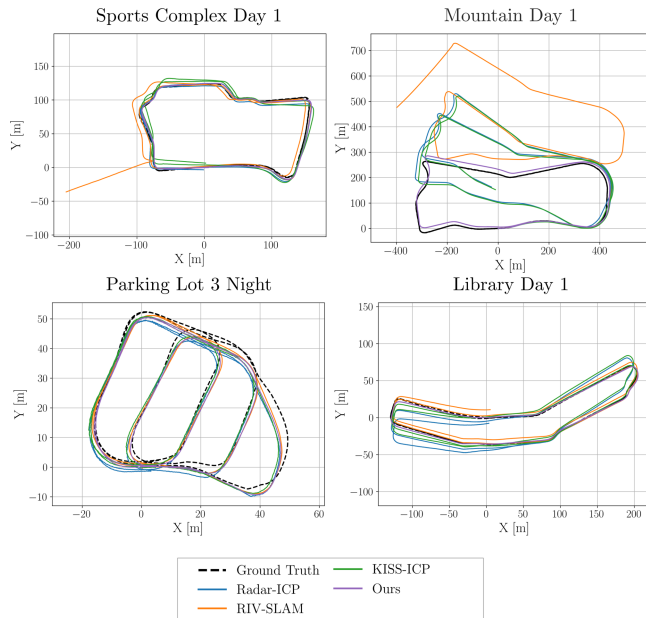 Sports Complex Day 1
Mountain Day 1
150
100
50
0
−50
−100
Y [m]
−200
−100
0
100
X [m]
700
600
500
400
300
200
100
0
Y [m]
−400
−200
0
200
400
X [m]
Parking Lot 3 Night
Library Day 1
50
40
30
20
10
0
−10
Y [m]
−20
0
20
40
60
X [m]
150
100
50
0
−50
−100
Y [m]
−100
−50
0
50
100
150
200
X [m]
Ground Truth
Radar-ICP
RIV-SLAM
KISS-ICP
Ours